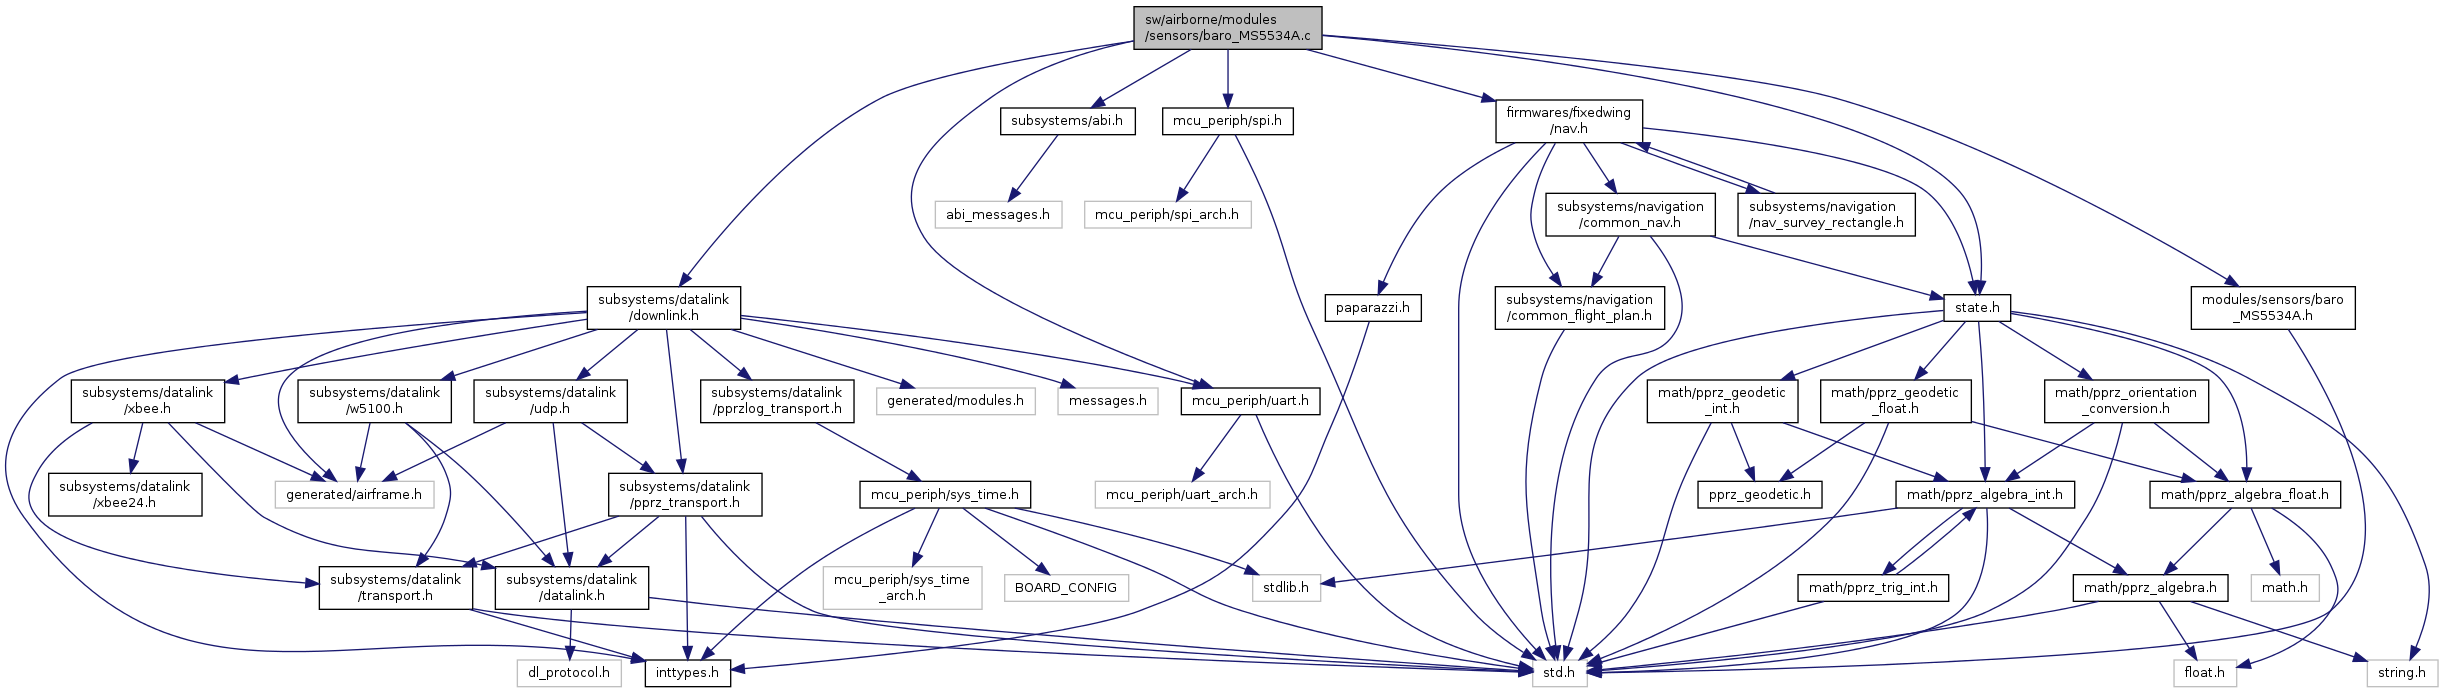 sw/airborne/modules
/sensors/baro_MS5534A.c
subsystems/abi.h
mcu_periph/spi.h
firmwares/fixedwing
/nav.h
abi_messages.h
mcu_periph/spi_arch.h
subsystems/navigation
/common_nav.h
subsystems/navigation
/nav_survey_rectangle.h
subsystems/datalink
/downlink.h
paparazzi.h
subsystems/navigation
/common_flight_plan.h
state.h
modules/sensors/baro
_MS5534A.h
subsystems/datalink
/xbee.h
subsystems/datalink
/w5100.h
subsystems/datalink
/udp.h
subsystems/datalink
/pprzlog_transport.h
generated/modules.h
messages.h
mcu_periph/uart.h
math/pprz_geodetic
_int.h
math/pprz_geodetic
_float.h
math/pprz_orientation
_conversion.h
subsystems/datalink
/xbee24.h
generated/airframe.h
subsystems/datalink
/pprz_transport.h
mcu_periph/sys_time.h
mcu_periph/uart_arch.h
pprz_geodetic.h
math/pprz_algebra_int.h
math/pprz_algebra_float.h
subsystems/datalink
/transport.h
subsystems/datalink
/datalink.h
mcu_periph/sys_time
_arch.h
BOARD_CONFIG
stdlib.h
math/pprz_trig_int.h
math/pprz_algebra.h
math.h
dl_protocol.h
inttypes.h
std.h
float.h
string.h